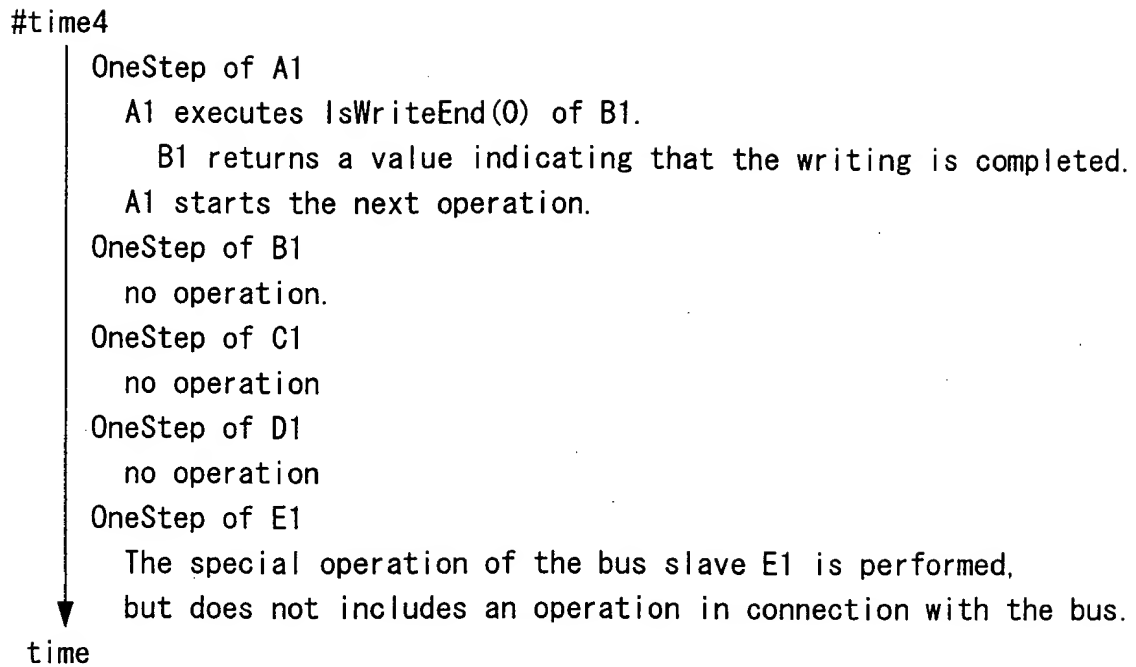 #time4
OneStep of A1
A1 executes IsWriteEnd(0) of B1.
B1 returns a value indicating that the writing is completed.
A1 starts the next operation.
OneStep of B1
no operation.
OneStep of C1
no operation
OneStep of D1
no operation
OneStep of E1
The special operation of the bus slave E1 is performed,
but does not includes an operation in connection with the bus.
time